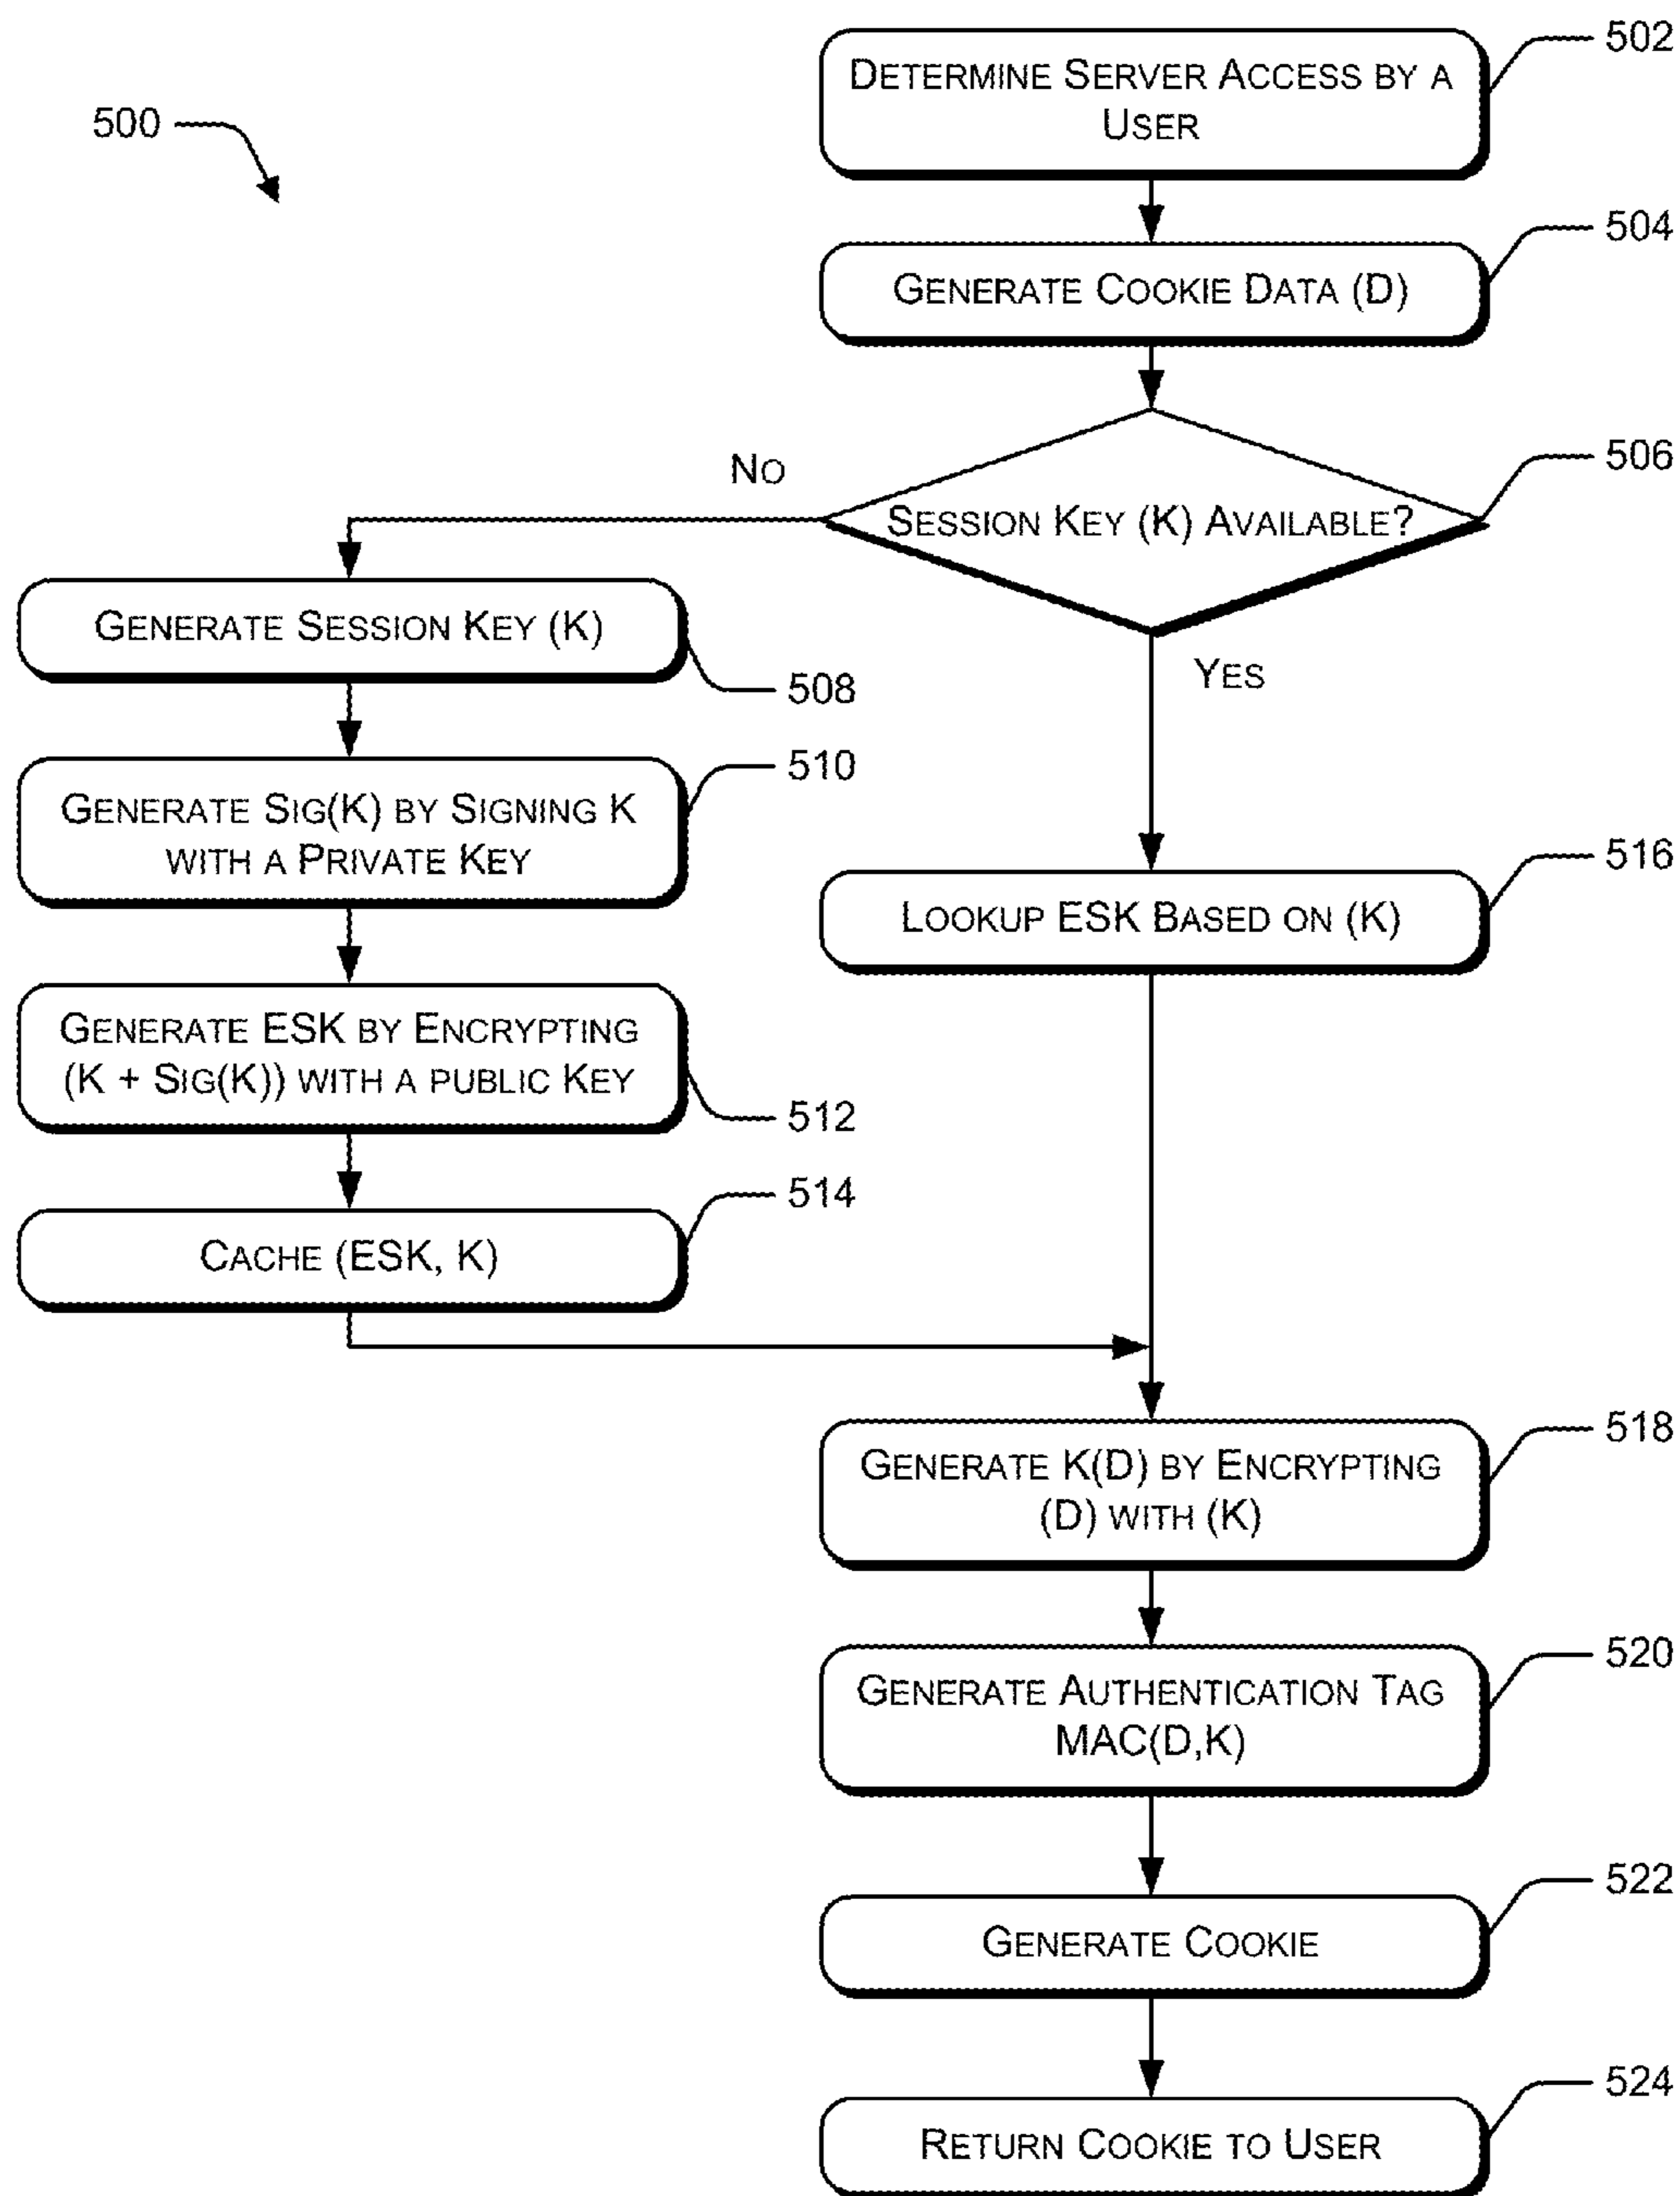 502
DETERMINE SERVER ACCESS BY A
USER
500
504
GENERATE COOKIE DATA (D)
506
NO
SESSION KEY (K) AVAILABLE?
YES
GENERATE SESSION KEY (K)
508
510
GENERATE SIG(K) BY SIGNING K
WITH A PRIVATE KEY
516
LOOKUP ESK BASED ON (K)
GENERATE ESK BY ENCRYPTING
(K + SIG(K)) WITH A PUBLIC KEY
512
514
CACHE (ESK, K)
518
GENERATE K(D) BY ENCRYPTING
(D) WITH (K)
520
GENERATE AUTHENTICATION TAG
MAC(D,K)
522
GENERATE COOKIE
524
RETURN COOKIE TO USER